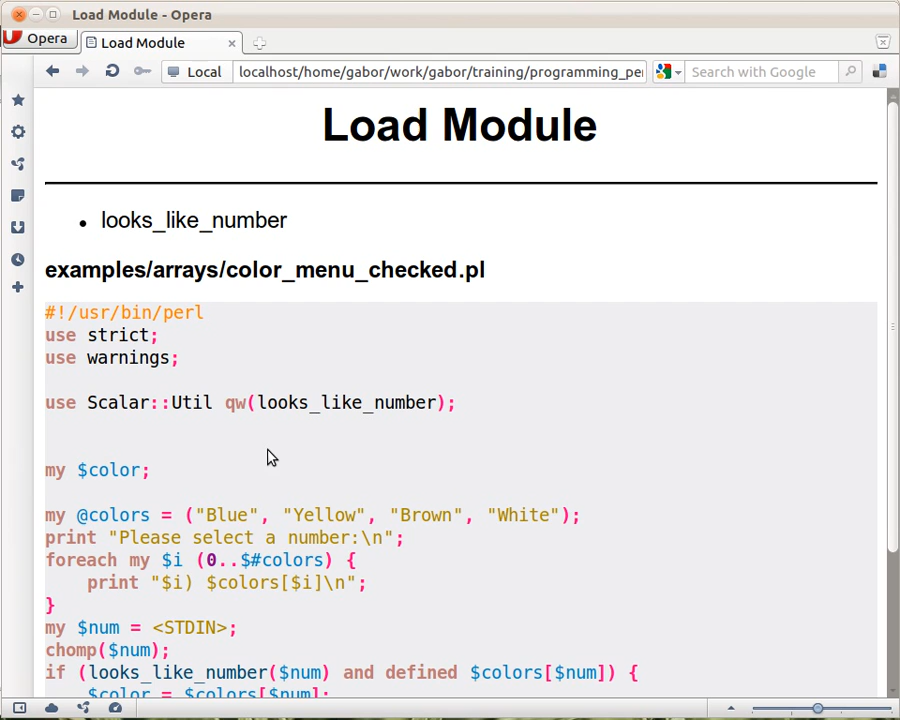 Load Module - Opera
Opera
Load Module
Local
localhost/home/gabor/work/gabor/training/programming_pe
Search with Google
Load Module
• looks_like_number
examples/arrays/color_menu_checked.pl
#!/usr/bin/perl
use strict;
use warnings;
use Scalar::Util qw(looks_like_number);
my $color;
my @colors = ("Blue", "Yellow", "Brown", "White");
print "Please select a number:\n";
foreach my $i (0..$#colors) {
    print "$i) $colors[$i]\n";
}
my $num = <STDIN>;
chomp($num);
if (looks_like_number($num) and defined $colors[$num]) {
    $color = $colors[$num];